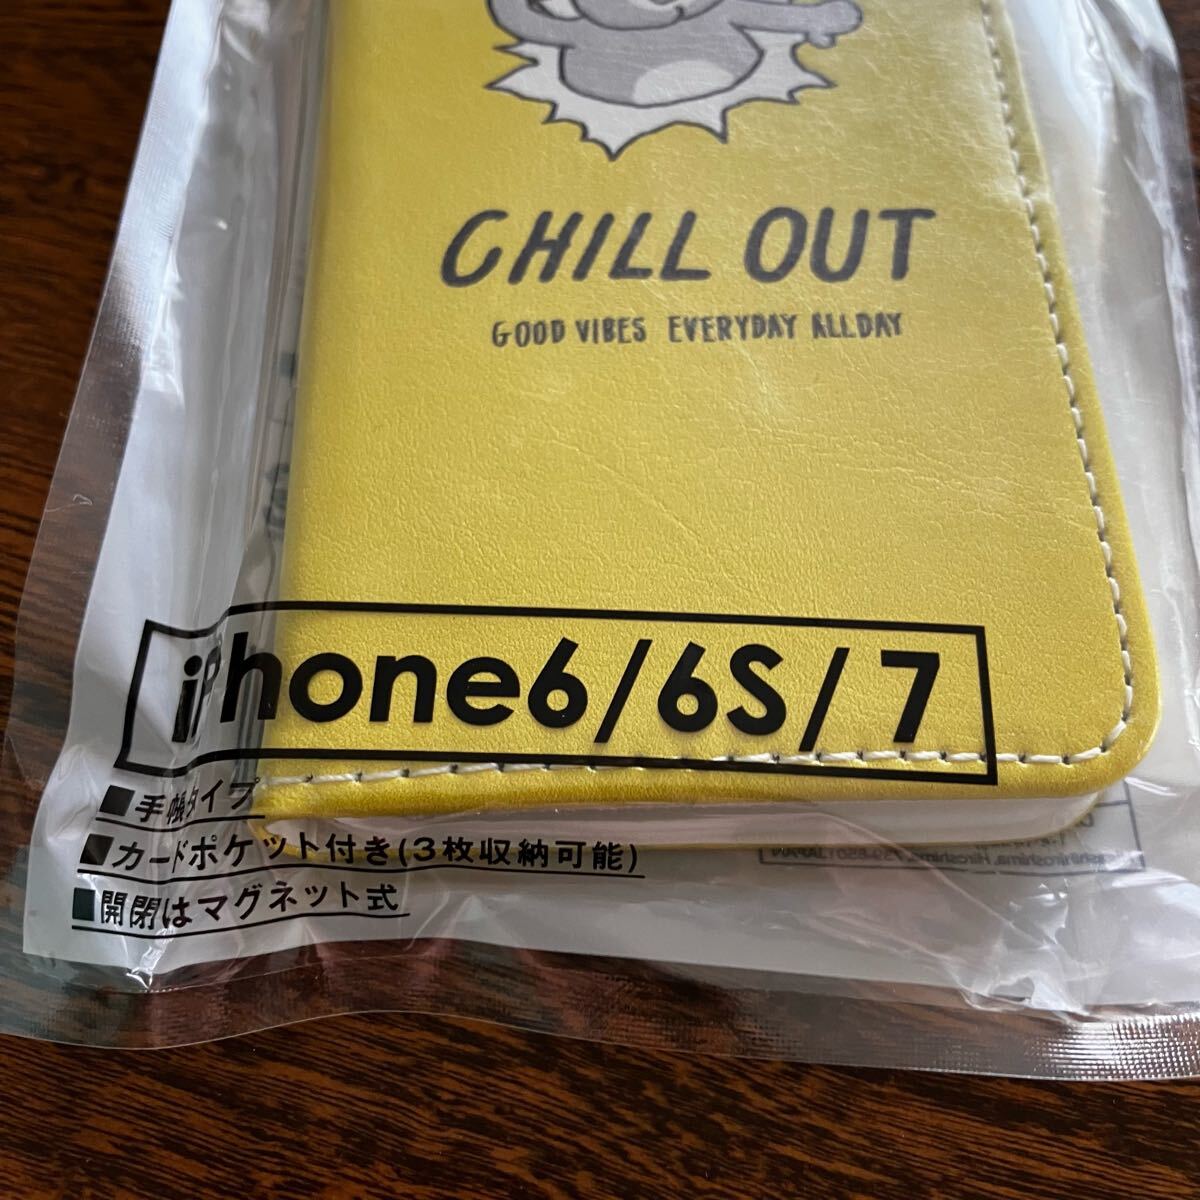 CHILL OUT
GOOD VIBES EVERYDAY ALLDAY
iPhone6/6S/7
■手帳タイプ
■カードポケット付き(3枚収納可能)
■開閉はマグネット式